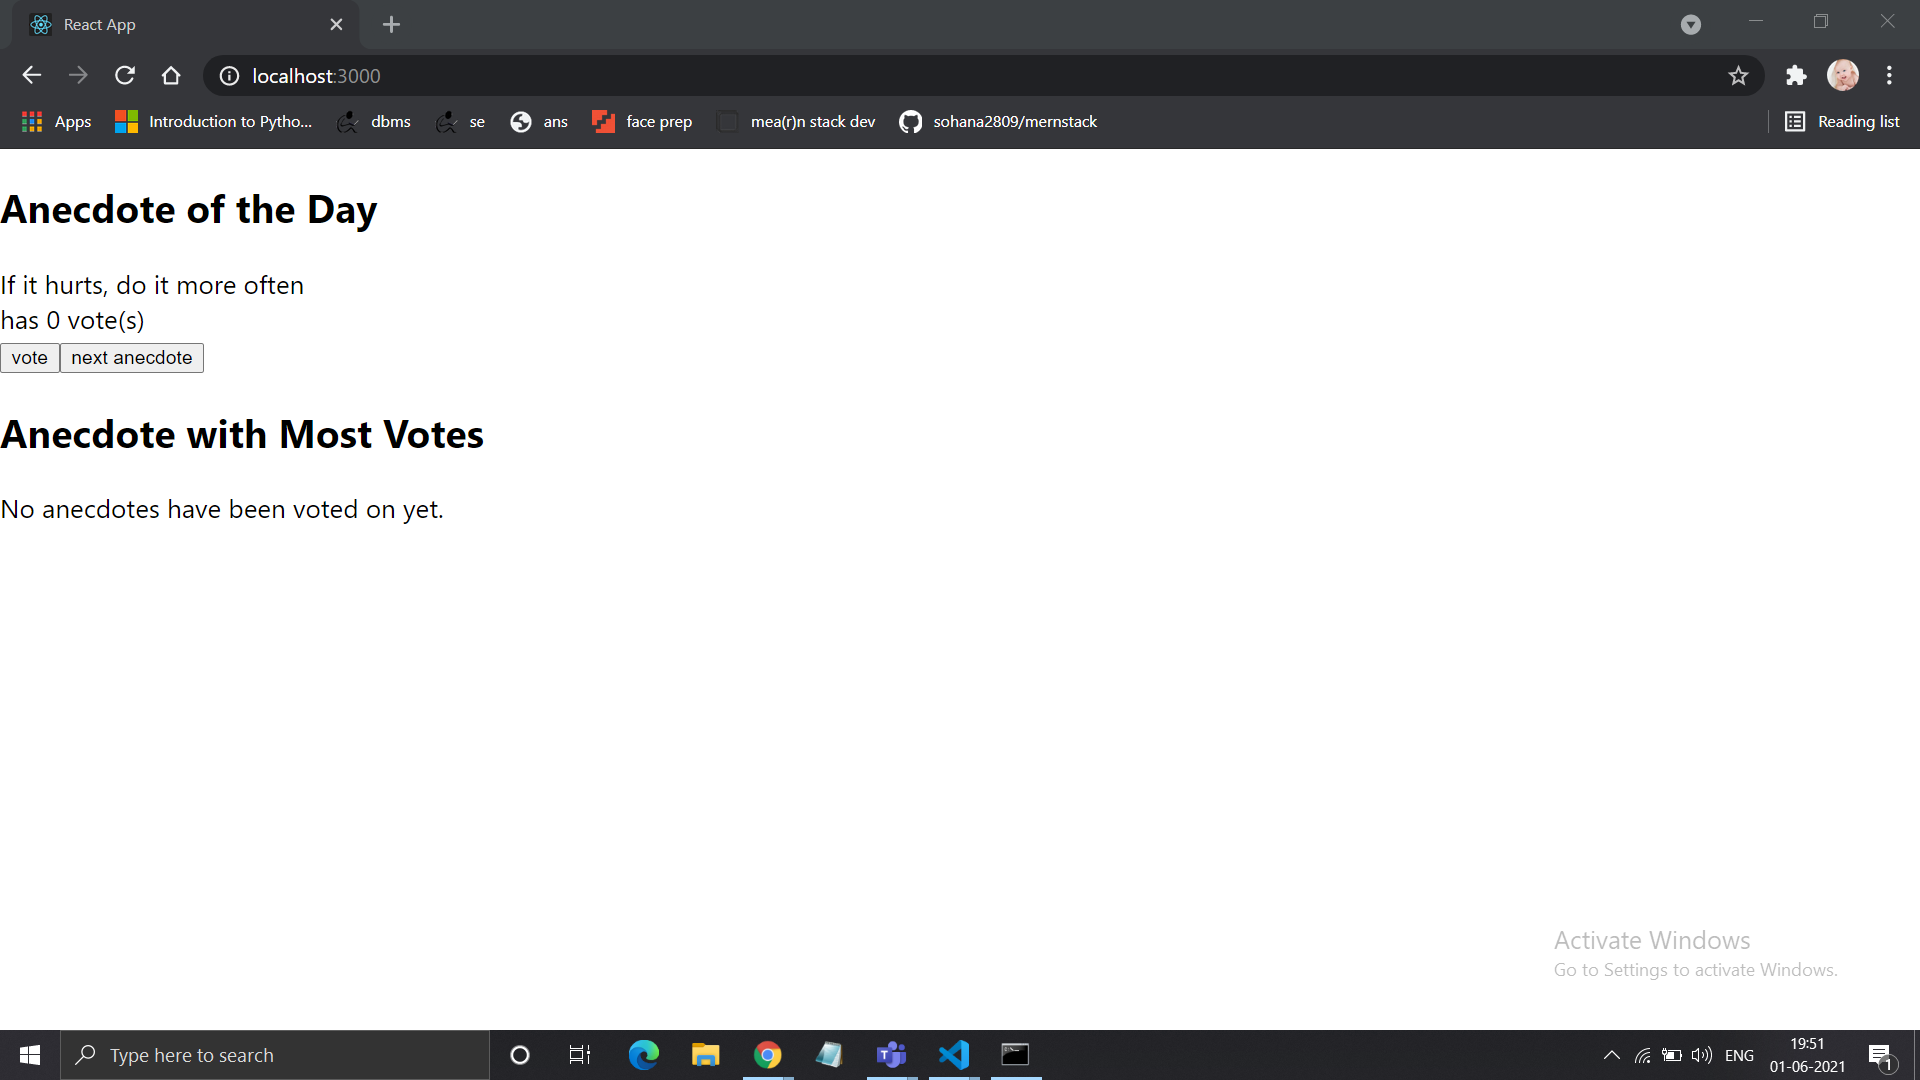 React App
localhost:3000
Apps
Introduction to Pytho...
dbms
se
ans
face prep
mea(r)n stack dev
sohana2809/mernstack
Reading list
Anecdote of the Day
If it hurts, do it more often
has 0 vote(s)
vote
next anecdote
Anecdote with Most Votes
No anecdotes have been voted on yet.
Activate Windows
Go to Settings to activate Windows.
Type here to search
ENG
19:51
01-06-2021
1